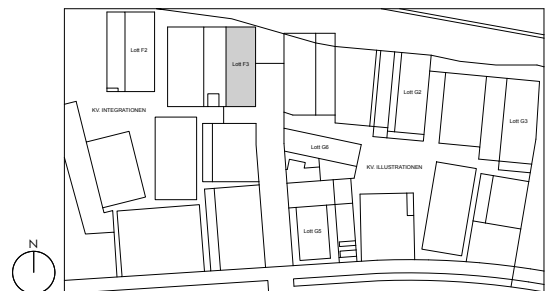 Lott F2
Lott F3
Lott G2
KV. INTEGRATIONEN
Lott G3
Lott G6
KV. ILLUSTRATIONEN
Lott G5
N